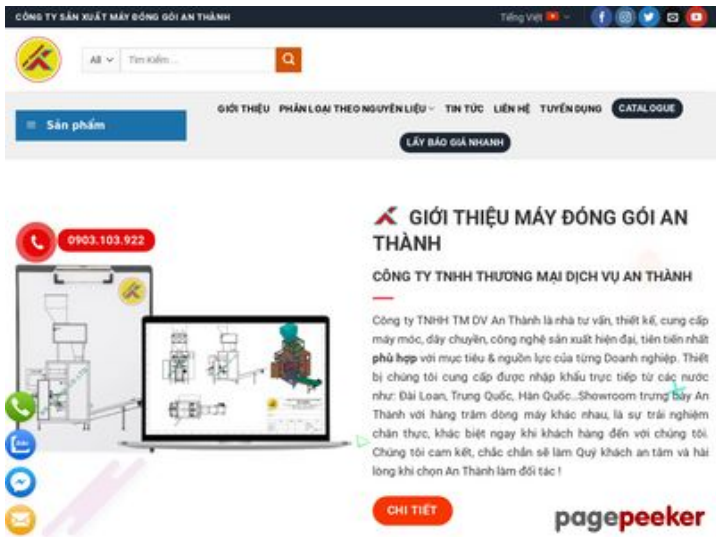 CÔNG TY SẢN XUẤT MÁY ĐÓNG GÓI AN THÀNH
Tiếng Việt
All
Tìm Kiếm ...
GIỚI THIỆU PHÂN LOẠI THEO NGUYÊN LIỆU TIN TỨC LIÊN HỆ TUYỂN DỤNG CATALOGUE
Sản phẩm
LẤY BÁO GIÁ NHANH
0903.103.922
GIỚI THIỆU MÁY ĐÓNG GÓI AN
THÀNH
CÔNG TY TNHH THƯƠNG MẠI DỊCH VỤ AN THÀNH
Công ty TNHH TM DV An Thành là nhà tư vấn, thiết kế, cung cấp
máy móc, dây chuyền, công nghệ sản xuất hiện đại, tiên tiến nhất
phù hợp với mục tiêu & nguồn lực của từng Doanh nghiệp. Thiết
bị chúng tôi cung cấp được nhập khẩu trực tiếp từ các nước
như: Đài Loan, Trung Quốc, Hàn Quốc...Showroom trưng bày An
Thành với hàng trăm dòng máy khác nhau, là sự trải nghiệm
chân thực, khác biệt ngay khi khách hàng đến với chúng tôi.
Chúng tôi cam kết, chắc chắn sẽ làm Quý khách an tâm và hài
lòng khi chọn An Thành làm đối tác !
CHI TIẾT
pagepeeker